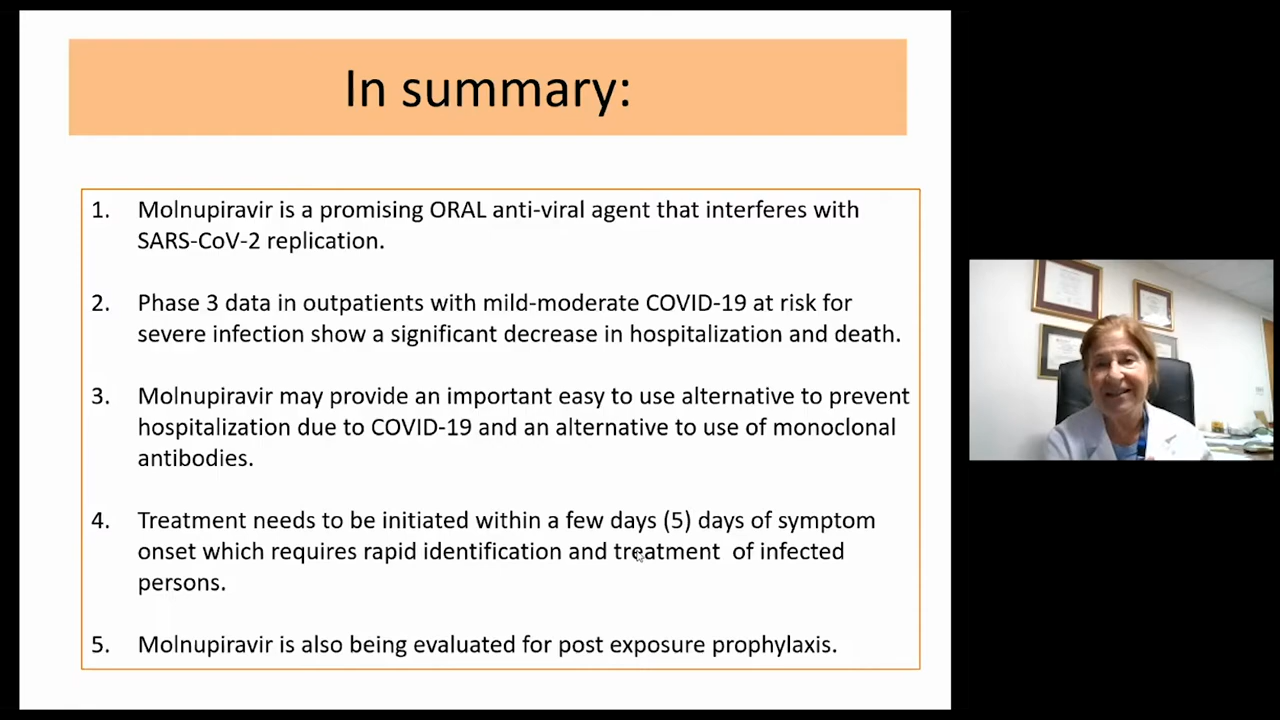 In summary:
1. Molnupiravir is a promising ORAL anti-viral agent that interferes with
SARS-CoV-2 replication.
2. Phase 3 data in outpatients with mild-moderate COVID-19 at risk for
severe infection show a significant decrease in hospitalization and death.
3. Molnupiravir may provide an important easy to use alternative to prevent
hospitalization due to COVID-19 and an alternative to use of monoclonal
antibodies.
4. Treatment needs to be initiated within a few days (5) days of symptom
onset which requires rapid identification and treatment  of infected
persons.
5. Molnupiravir is also being evaluated for post exposure prophylaxis.